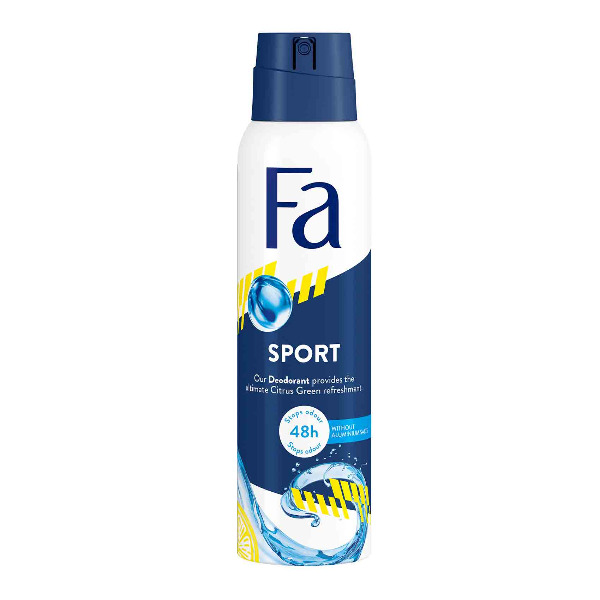 Fa
SPORT
Our Deodorant provides the
ultimate Citrus Green refreshment
Stops odour
48h
Stops odour
WITHOUT
ALUMINIUM SALTS